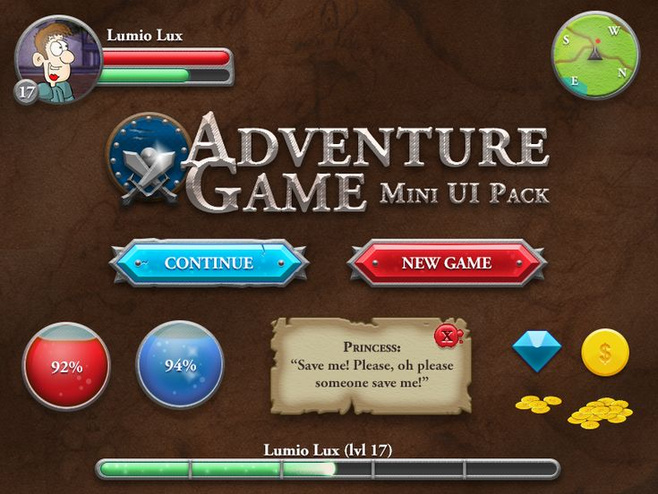 Lumio Lux
17
S
W
E
N
ADVENTURE
GAME MINI UI PACK
CONTINUE
NEW GAME
92%
94%
X
PRINCESS:
“Save me! Please, oh please
someone save me!”
$
Lumio Lux (lvl 17)